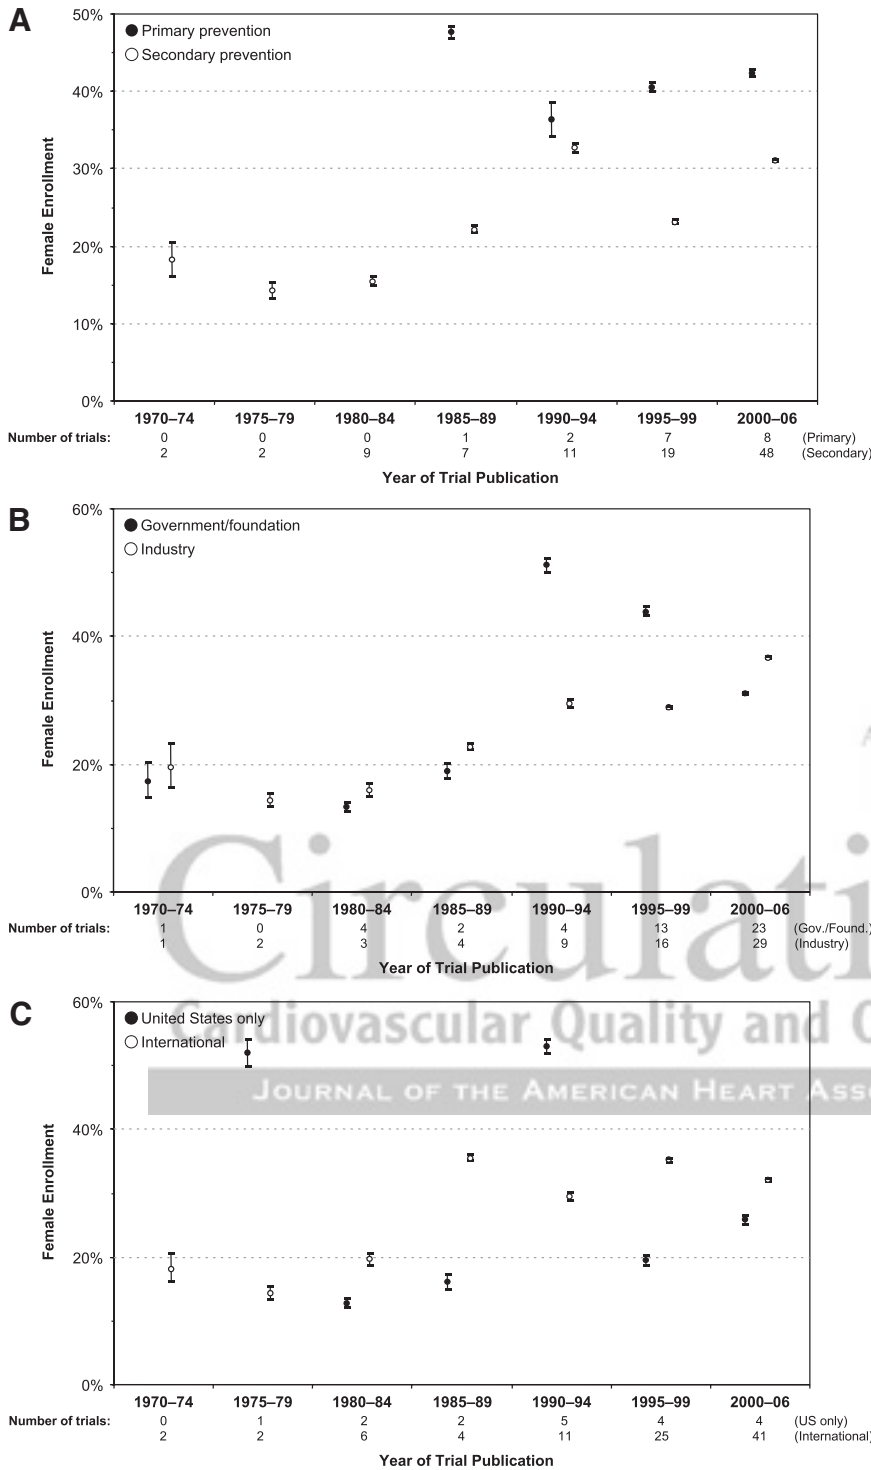 A
50%
Primary prevention
Secondary prevention
40%
30%
20%
10%
0%
Female Enrollment
1970–74 1975–79 1980–84 1985–89 1990–94 1995–99 2000–06
Number of trials: 0 0 0 1 2 7 8 (Primary)
2 2 9 7 11 19 48 (Secondary)
Year of Trial Publication
B
60%
Government/foundation
Industry
40%
20%
0%
Female Enrollment
1970–74 1975–79 1980–84 1985–89 1990–94 1995–99 2000–06
Number of trials: 1 0 4 2 4 13 23 (Gov./Found.)
1 2 3 4 9 16 29 (Industry)
Year of Trial Publication
C
60%
United States only
International
40%
20%
0%
Female Enrollment
1970–74 1975–79 1980–84 1985–89 1990–94 1995–99 2000–06
Number of trials: 0 1 2 2 5 4 4 (US only)
2 2 6 4 11 25 41 (International)
Year of Trial Publication
Circulati
Cardiovascular Quality and O
JOURNAL OF THE AMERICAN HEART ASSO